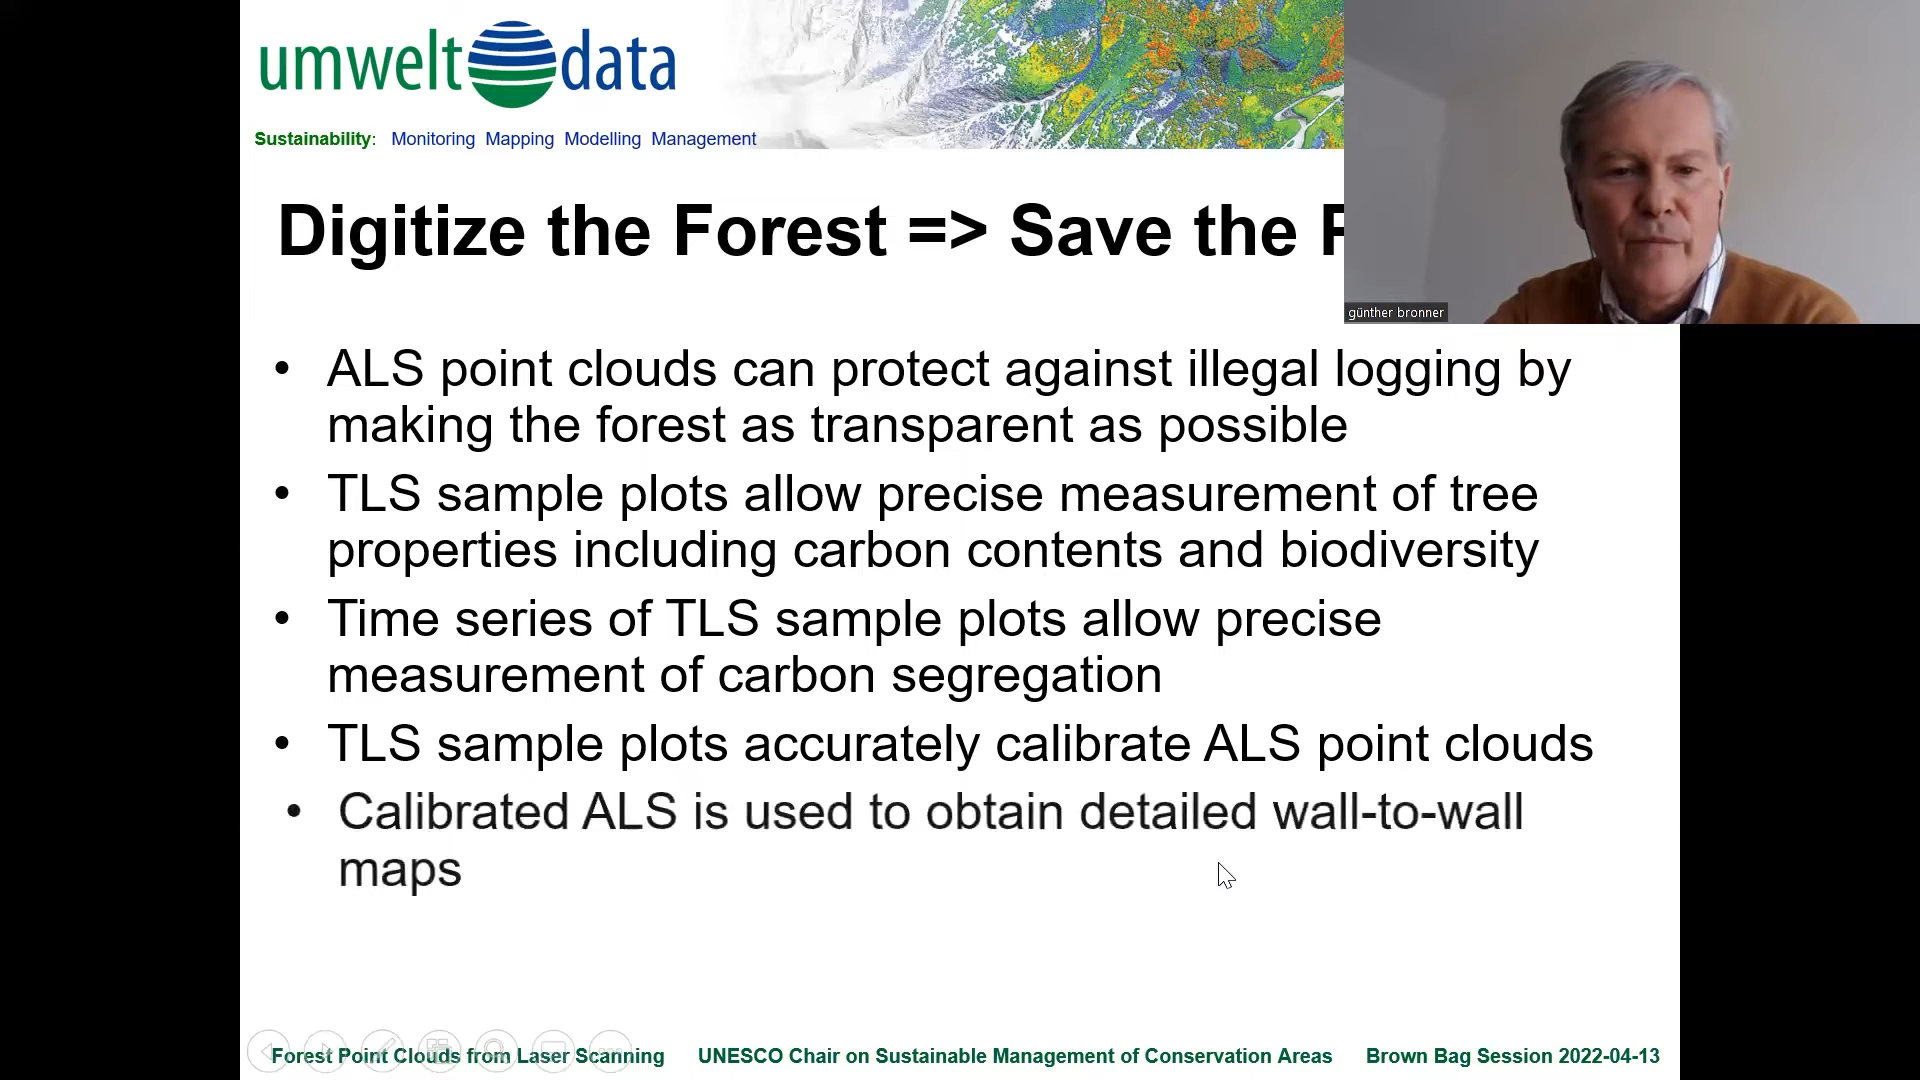 umwelt data
Sustainability: Monitoring Mapping Modelling Management
Digitize the Forest => Save the
günther bronner
• ALS point clouds can protect against illegal logging by
making the forest as transparent as possible
• TLS sample plots allow precise measurement of tree
properties including carbon contents and biodiversity
• Time series of TLS sample plots allow precise
measurement of carbon segregation
• TLS sample plots accurately calibrate ALS point clouds
• Calibrated ALS is used to obtain detailed wall-to-wall
maps
Forest Point Clouds from Laser Scanning UNESCO Chair on Sustainable Management of Conservation Areas Brown Bag Session 2022-04-13